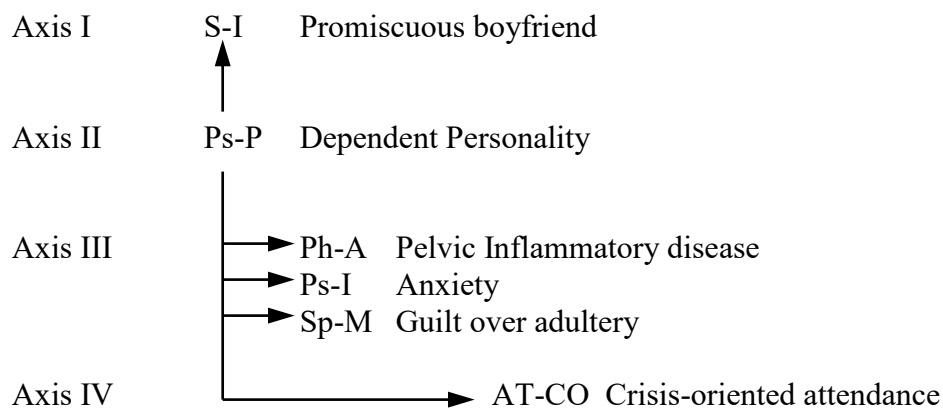 Axis I S-I Promiscuous boyfriend
Axis II Ps-P Dependent Personality
Axis III Ph-A Pelvic Inflammatory disease
Ps-I Anxiety
Sp-M Guilt over adultery
Axis IV AT-CO Crisis-oriented attendance